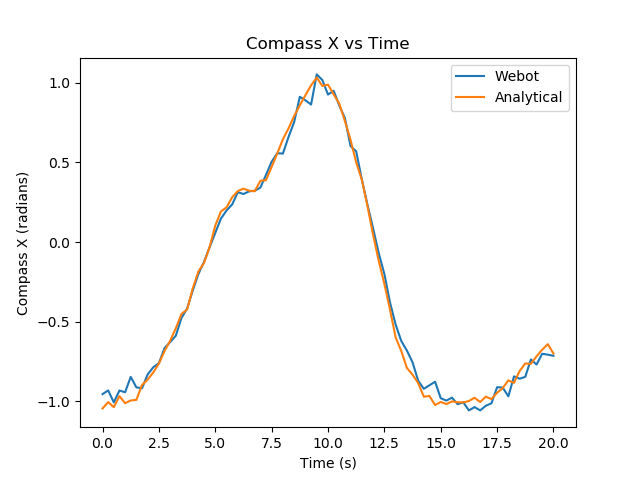 Compass X vs Time
Webot
Analytical
1.0
0.5
0.0
−0.5
−1.0
Compass X (radians)
0.0 2.5 5.0 7.5 10.0 12.5 15.0 17.5 20.0
Time (s)